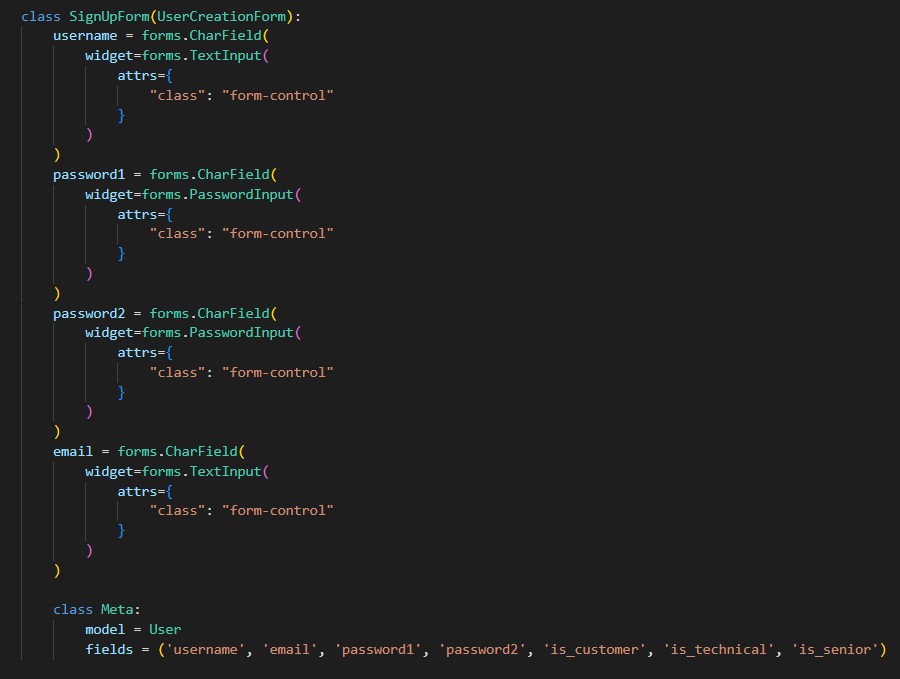 class SignUpForm(UserCreationForm):
    username = forms.CharField(
        widget=forms.TextInput(
            attrs={
                "class": "form-control"
            }
        )
    )
    password1 = forms.CharField(
        widget=forms.PasswordInput(
            attrs={
                "class": "form-control"
            }
        )
    )
    password2 = forms.CharField(
        widget=forms.PasswordInput(
            attrs={
                "class": "form-control"
            }
        )
    )
    email = forms.CharField(
        widget=forms.TextInput(
            attrs={
                "class": "form-control"
            }
        )
    )

    class Meta:
        model = User
        fields = ('username', 'email', 'password1', 'password2', 'is_customer', 'is_technical', 'is_senior')